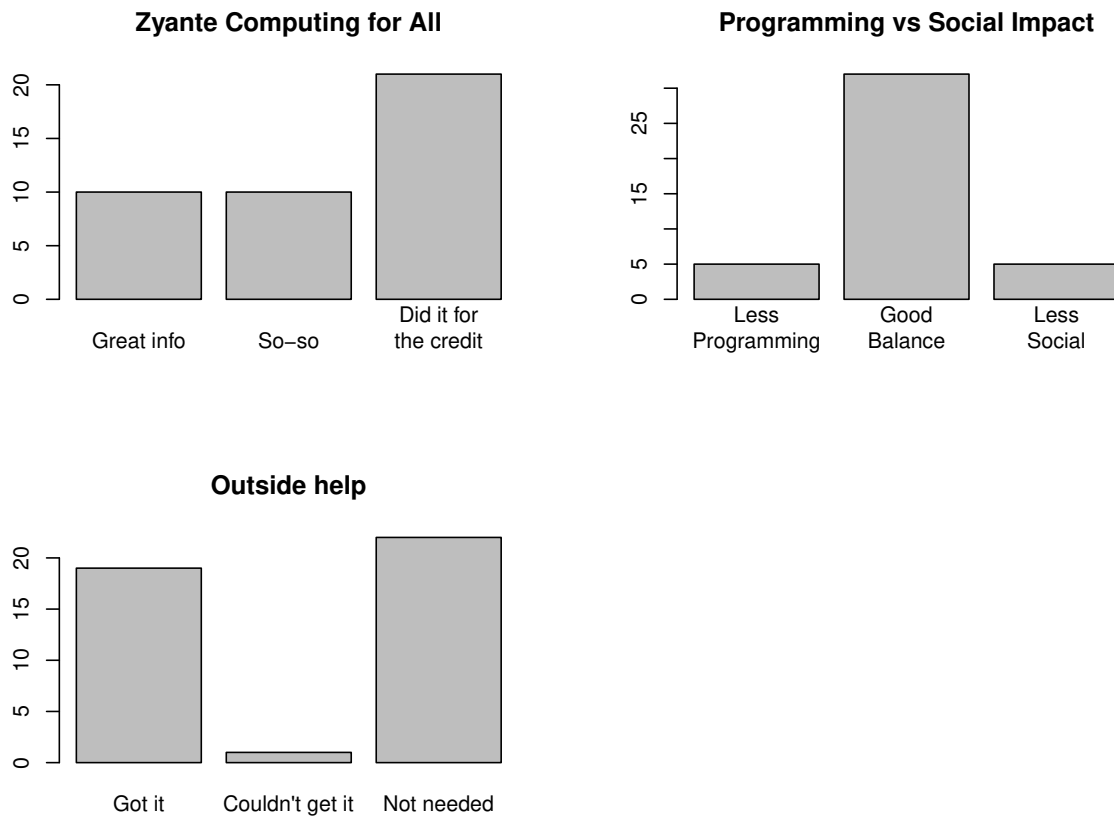 Zyante Computing for All
20
15
10
5
0
Great info
So−so
Did it for
the credit
Programming vs Social Impact
25
15
5
0
Less
Programming
Good
Balance
Less
Social
Outside help
20
15
10
5
0
Got it
Couldn't get it
Not needed